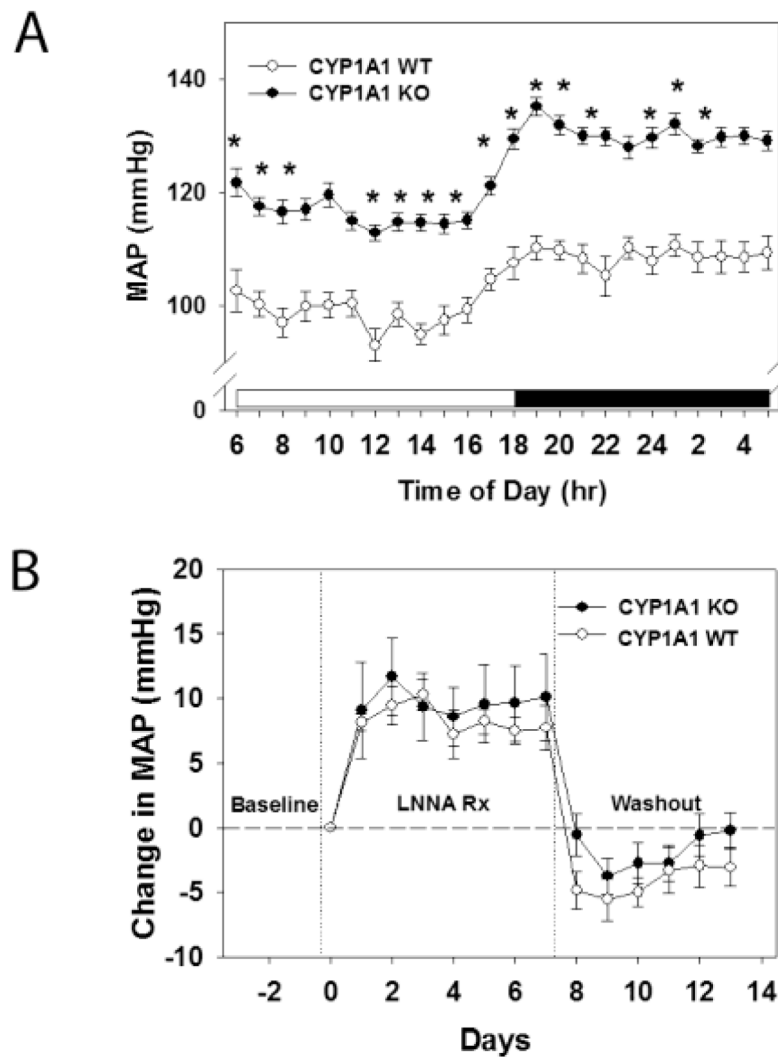 A
CYP1A1 WT
CYP1A1 KO
* * * * * * * * * * * * * * *
MAP (mmHg)
140
120
100
0
6 8 10 12 14 16 18 20 22 24 2 4
Time of Day (hr)
B
Change in MAP (mmHg)
20
15
10
5
0
-5
-10
CYP1A1 KO
CYP1A1 WT
Baseline LNNA Rx Washout
-2 0 2 4 6 8 10 12 14
Days